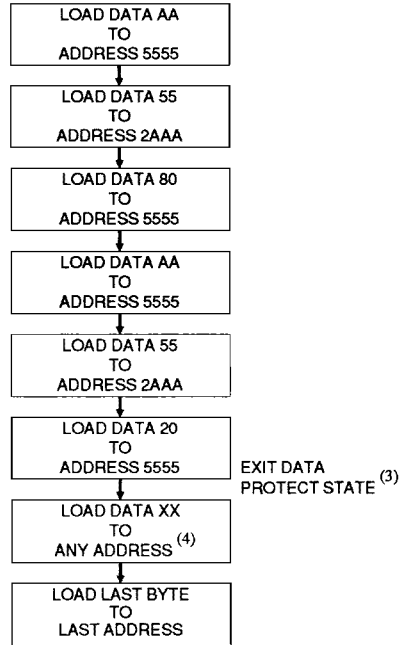 LOAD DATA AA
TO
ADDRESS 5555
LOAD DATA 55
TO
ADDRESS 2AAA
LOAD DATA 80
TO
ADDRESS 5555
LOAD DATA AA
TO
ADDRESS 5555
LOAD DATA 55
TO
ADDRESS 2AAA
LOAD DATA 20
TO
ADDRESS 5555
EXIT DATA
PROTECT STATE (3)
LOAD DATA XX
TO
ANY ADDRESS (4)
LOAD LAST BYTE
TO
LAST ADDRESS